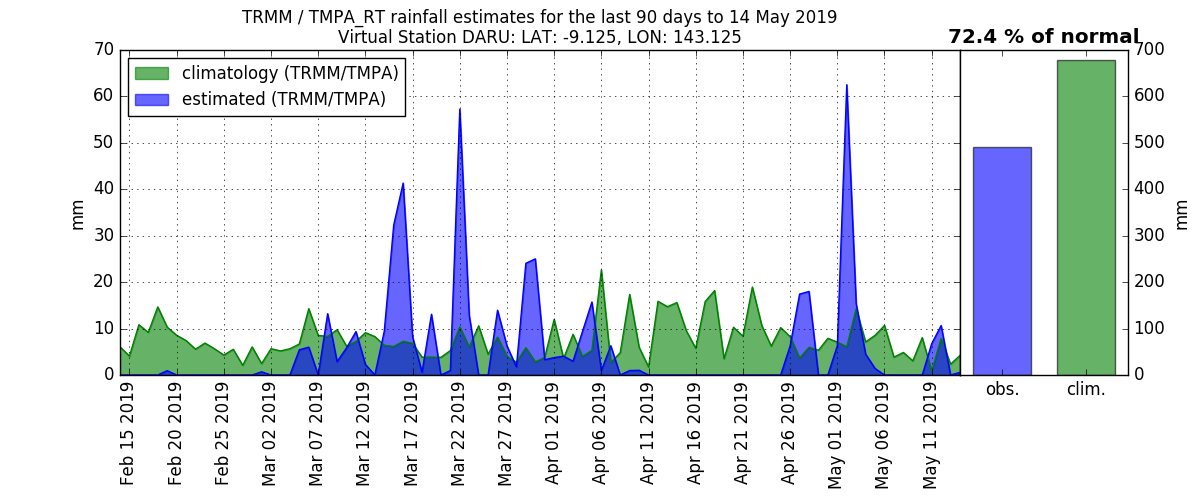 TRMM / TMPA_RT rainfall estimates for the last 90 days to 14 May 2019
Virtual Station DARU: LAT: -9.125, LON: 143.125
72.4 % of normal
climatology (TRMM/TMPA)
estimated (TRMM/TMPA)
70
60
50
40
30
20
10
0
mm
Feb 15 2019
Feb 20 2019
Feb 25 2019
Mar 02 2019
Mar 07 2019
Mar 12 2019
Mar 17 2019
Mar 22 2019
Mar 27 2019
Apr 01 2019
Apr 06 2019
Apr 11 2019
Apr 16 2019
Apr 21 2019
Apr 26 2019
May 01 2019
May 06 2019
May 11 2019
obs.
clim.
700
600
500
400
300
200
100
0
mm